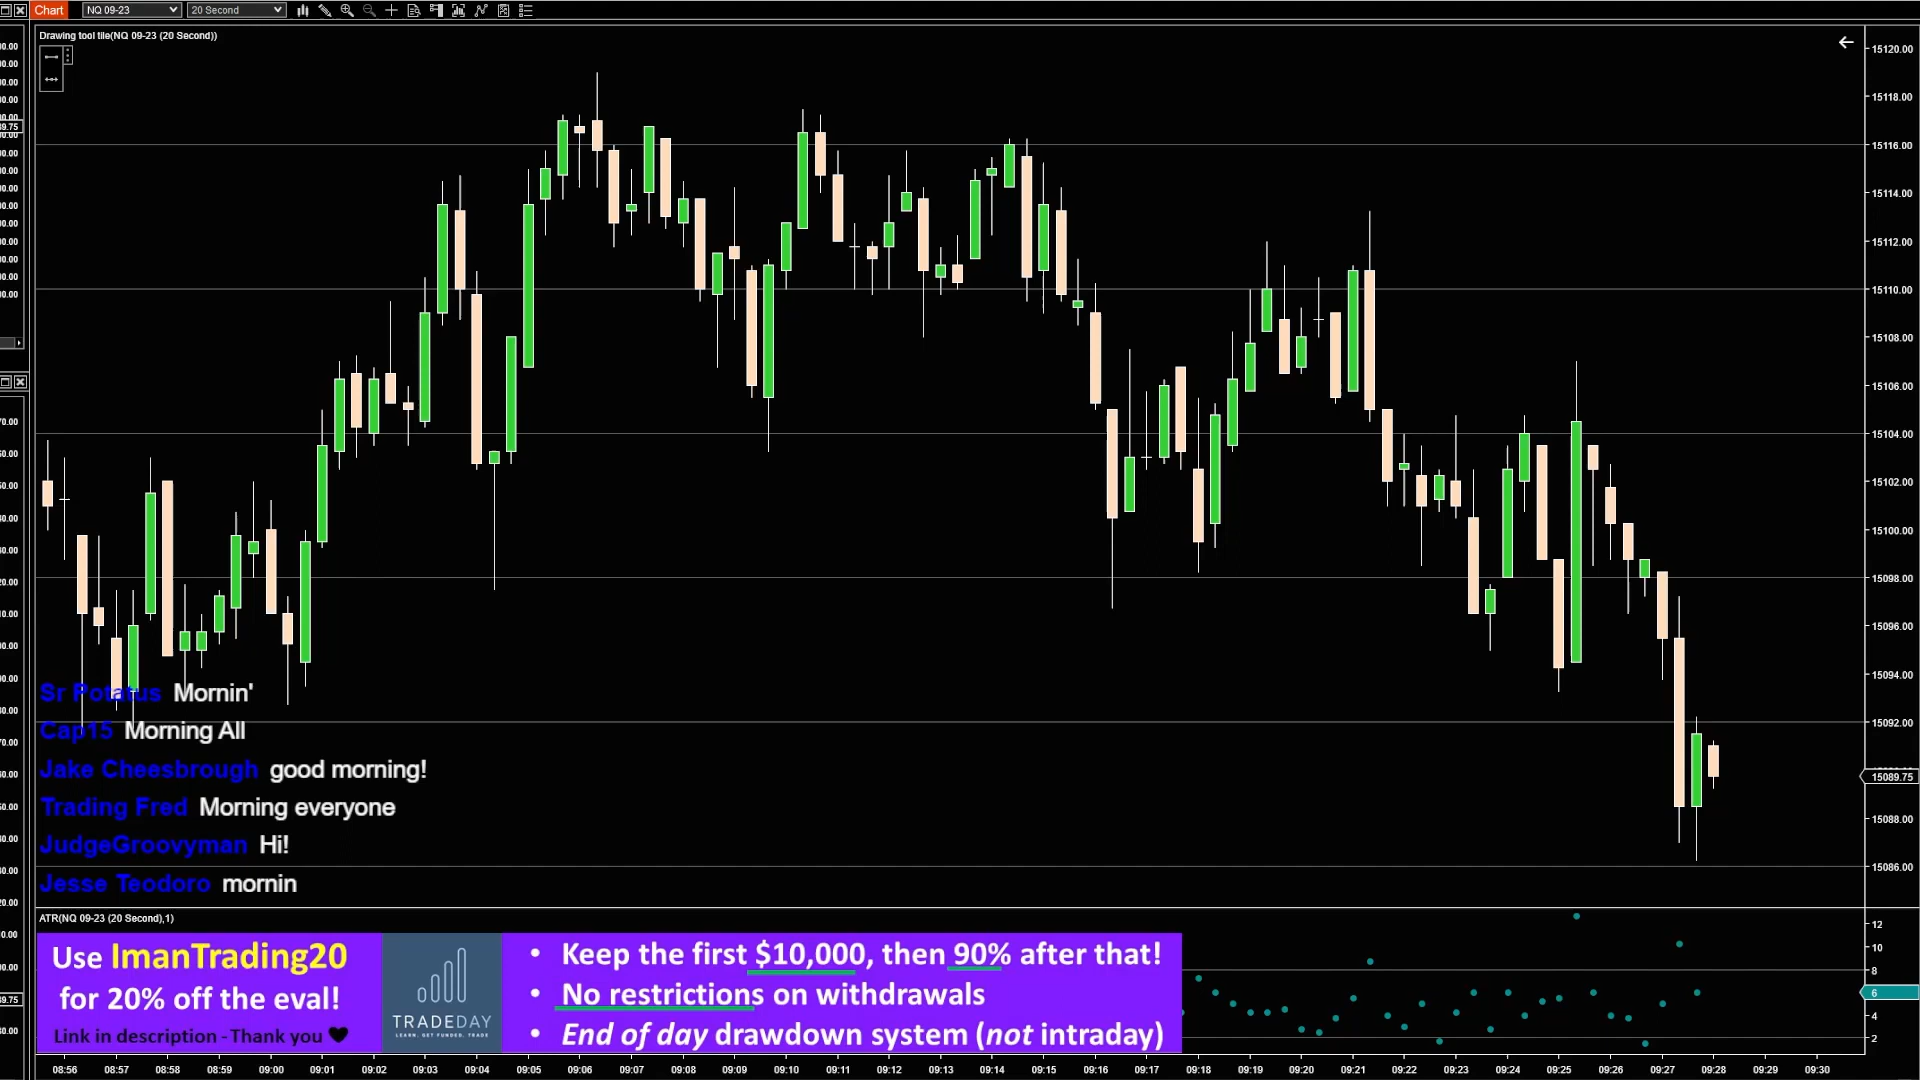 Chart
NQ 09-23
20 Second
Drawing tool tile(NQ 09-23 (20 Second))
15120.00
15118.00
15116.00
15114.00
15112.00
15110.00
15108.00
15106.00
15104.00
15102.00
15100.00
15098.00
15096.00
15094.00
15092.00
15089.75
15088.00
15086.00
Sr Potatus Mornin'
Cap15 Morning All
Jake Cheesbrough good morning!
Trading Fred Morning everyone
JudgeGroovyman Hi!
Jesse Teodoro mornin
ATR(NQ 09-23 (20 Second),1)
12
10
8
6
4
2
Use ImanTrading20
for 20% off the eval!
Link in description - Thank you
TRADEDAY
LEARN. GET FUNDED. TRADE
• Keep the first $10,000, then 90% after that!
• No restrictions on withdrawals
• End of day drawdown system (not intraday)
08:56 08:57 08:58 08:59 09:00 09:01 09:02 09:03 09:04 09:05 09:06 09:07 09:08 09:09 09:10 09:11 09:12 09:13 09:14 09:15 09:16 09:17 09:18 09:19 09:20 09:21 09:22 09:23 09:24 09:25 09:26 09:27 09:28 09:29 09:30